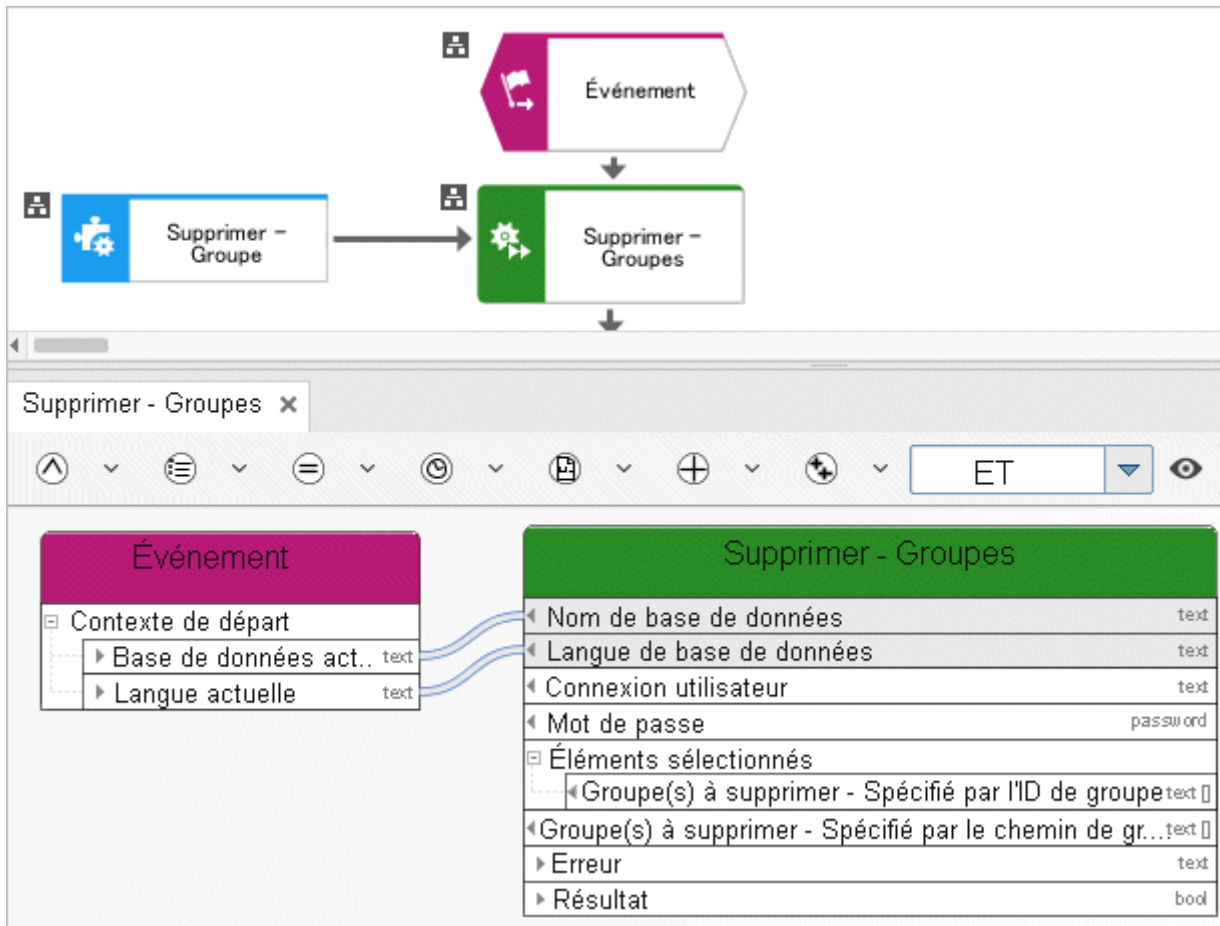 Événement
Supprimer –
Groupe
Supprimer –
Groupes
Supprimer - Groupes
ET
Événement
Contexte de départ
Base de données act.. text
Langue actuelle text
Supprimer - Groupes
Nom de base de données text
Langue de base de données text
Connexion utilisateur text
Mot de passe password
Éléments sélectionnés
Groupe(s) à supprimer - Spécifié par l'ID de groupe text []
Groupe(s) à supprimer - Spécifié par le chemin de gr... text []
Erreur text
Résultat bool